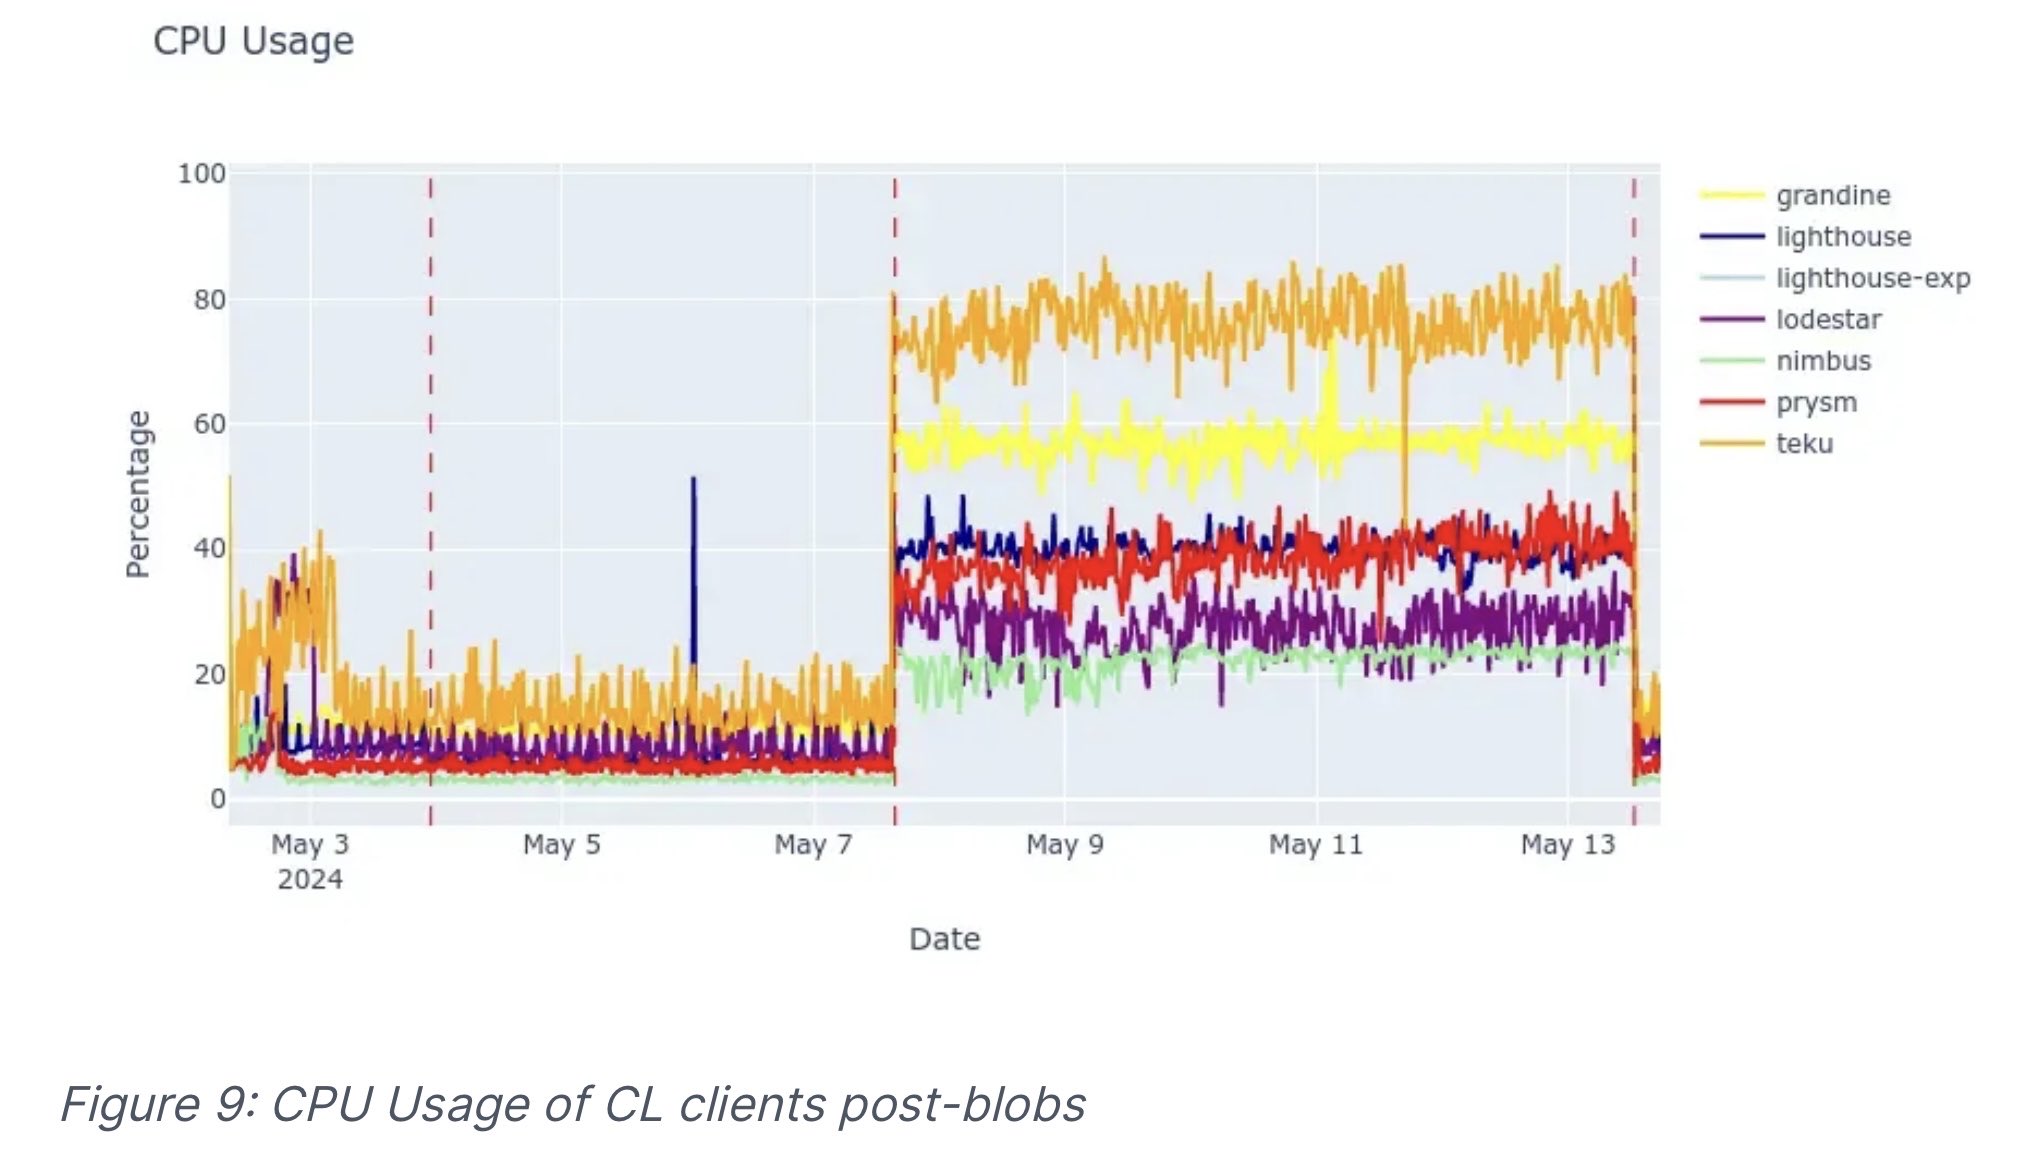 CPU Usage
100
80
60
40
20
0
Percentage
May 3
2024
May 5
May 7
May 9
May 11
May 13
Date
grandine
lighthouse
lighthouse-exp
lodestar
nimbus
prysm
teku
Figure 9: CPU Usage of CL clients post-blobs